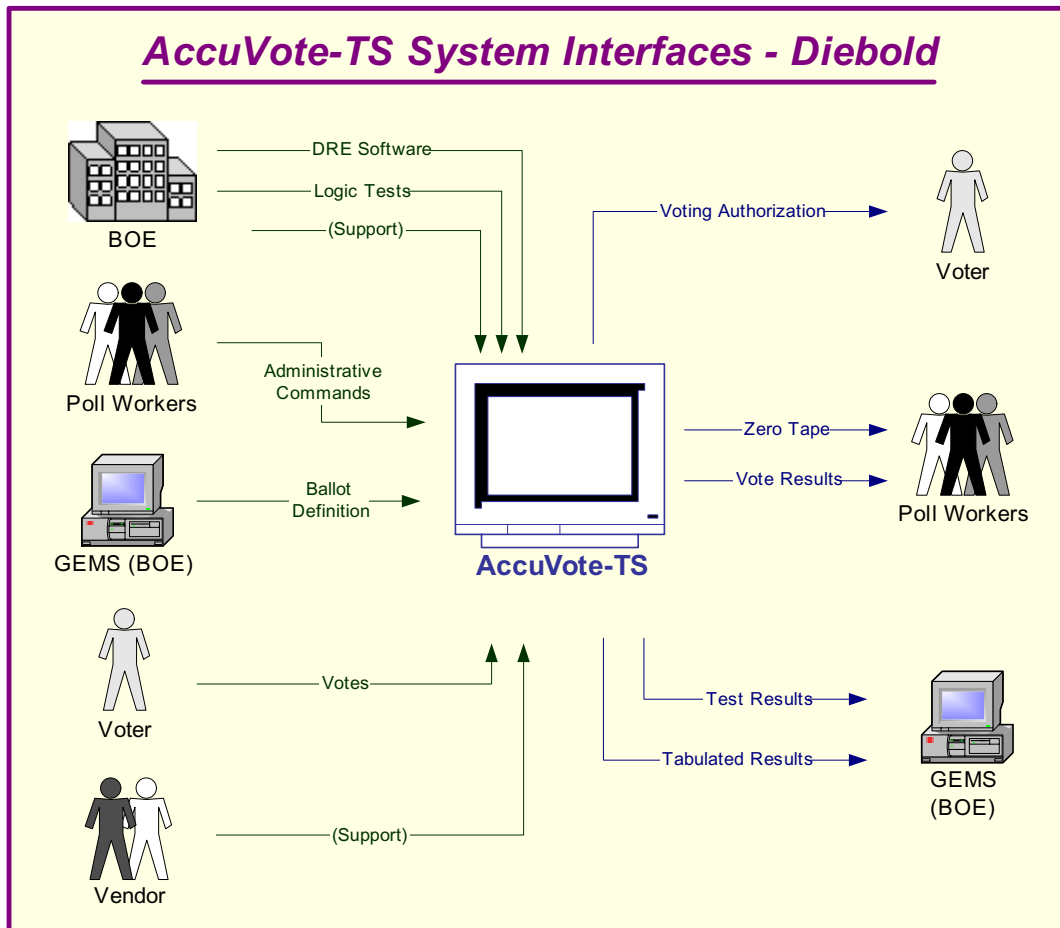 AccuVote-TS System Interfaces - Diebold
DRE Software
Logic Tests
(Support)
BOE
Poll Workers
Administrative
Commands
GEMS (BOE)
Ballot
Definition
Voter
Votes
Vendor
(Support)
AccuVote-TS
Voting Authorization
Voter
Zero Tape
Vote Results
Poll Workers
Test Results
Tabulated Results
GEMS
(BOE)